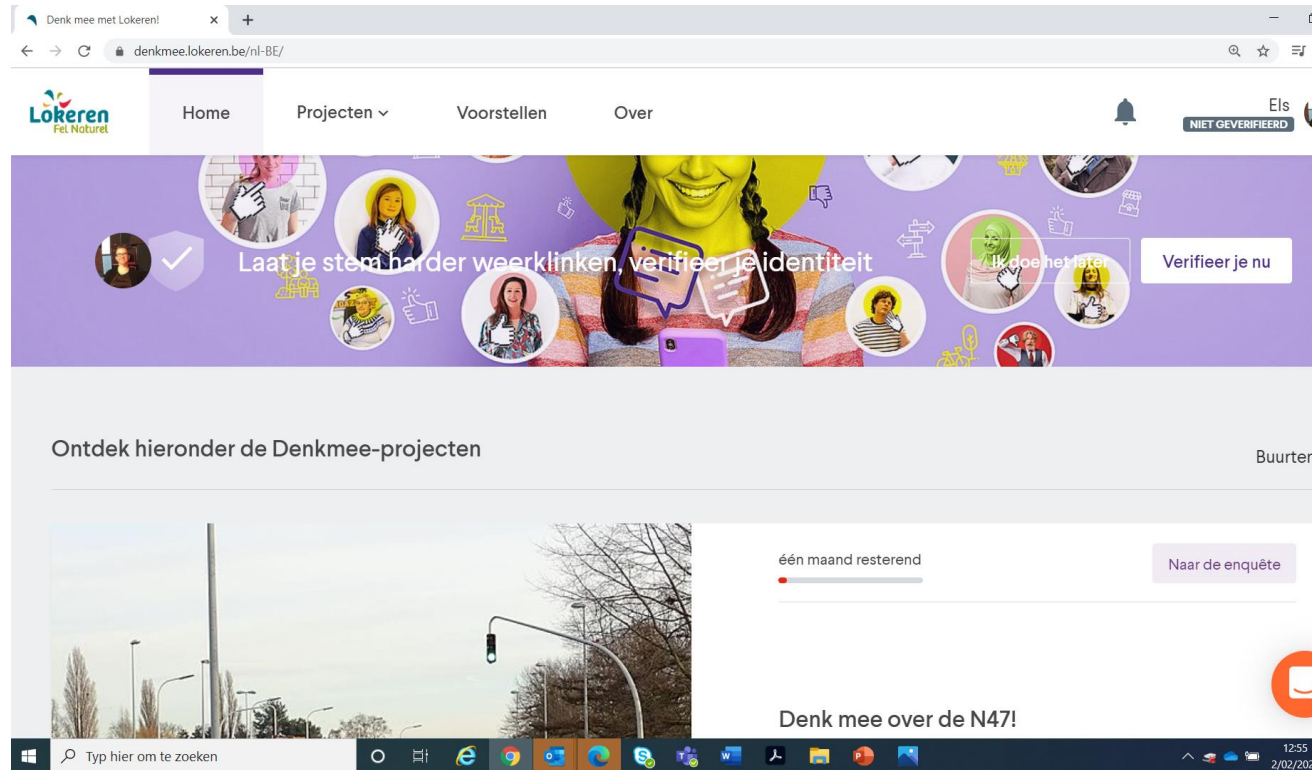 Denk mee met Lokeren!
denkmee.lokeren.be/nl-BE/
Lokeren
Fel Naturel
Home
Projecten
Voorstellen
Over
Els
NIET GEVERIFIEERD
Laat je stem harder weerklinken, verifieer je identiteit
Ik doe het later
Verifieer je nu
Ontdek hieronder de Denkmee-projecten
Buurten
één maand resterend
Naar de enquête
Denk mee over de N47!
Typ hier om te zoeken
12:55
2/02/202